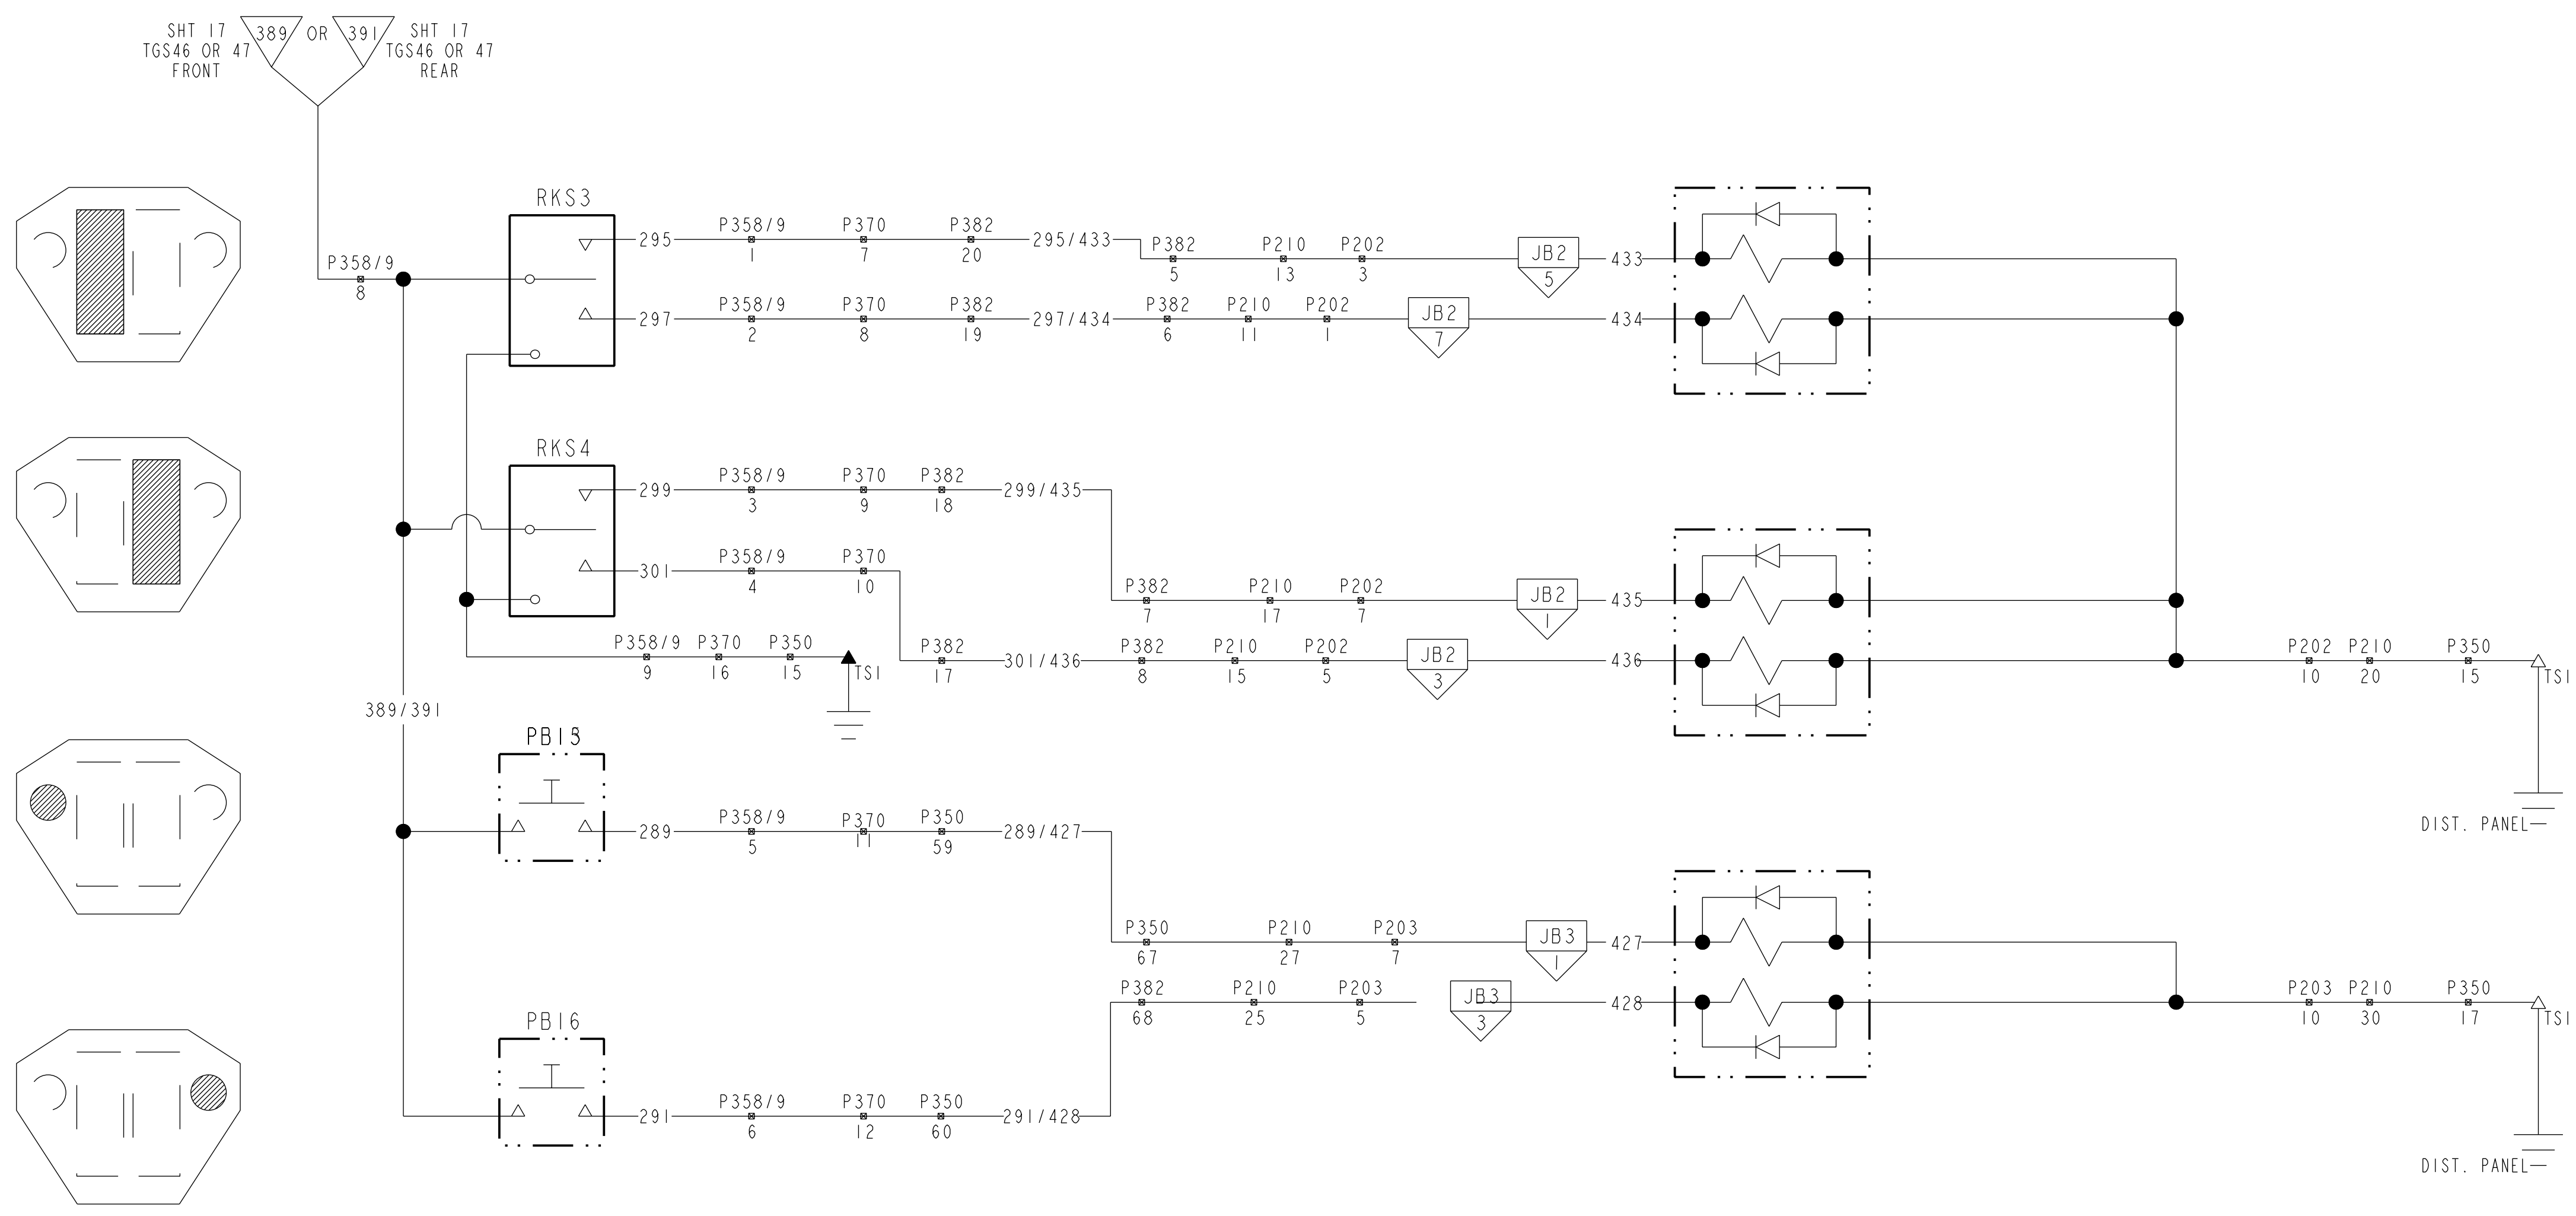 SHT 17
TGS46 OR 47
FRONT
389 OR 391
SHT 17
TGS46 OR 47
REAR
P358/9
8
RKS3
295 P358/9 P370 P382 295/433
1 7 20
P382 P210 P202 JB2 433
5 13 3 5
297 P358/9 P370 P382 297/434 P382 P210 P202 JB2 434
2 8 19 6 11 1 7
RKS4
299 P358/9 P370 P382 299/435
3 9 18
301 P358/9 P370
4 10
P382 P210 P202 JB2 435
7 17 7 1
P358/9 P370 P350 TS1
9 16 15
P382 301/436 P382 P210 P202 JB2 436
17 8 15 5 3
P202 P210 P350 TS1
10 20 15
DIST. PANEL
389/391
289 P358/9 P370 P350 289/427
5 11 59
P350 P210 P203 JB3 427
67 27 7 1
P382 P210 P203 JB3 428
68 25 5 3
P203 P210 P350 TS1
10 30 17
DIST. PANEL
PB16
291 P358/9 P370 P350 291/428
6 12 60